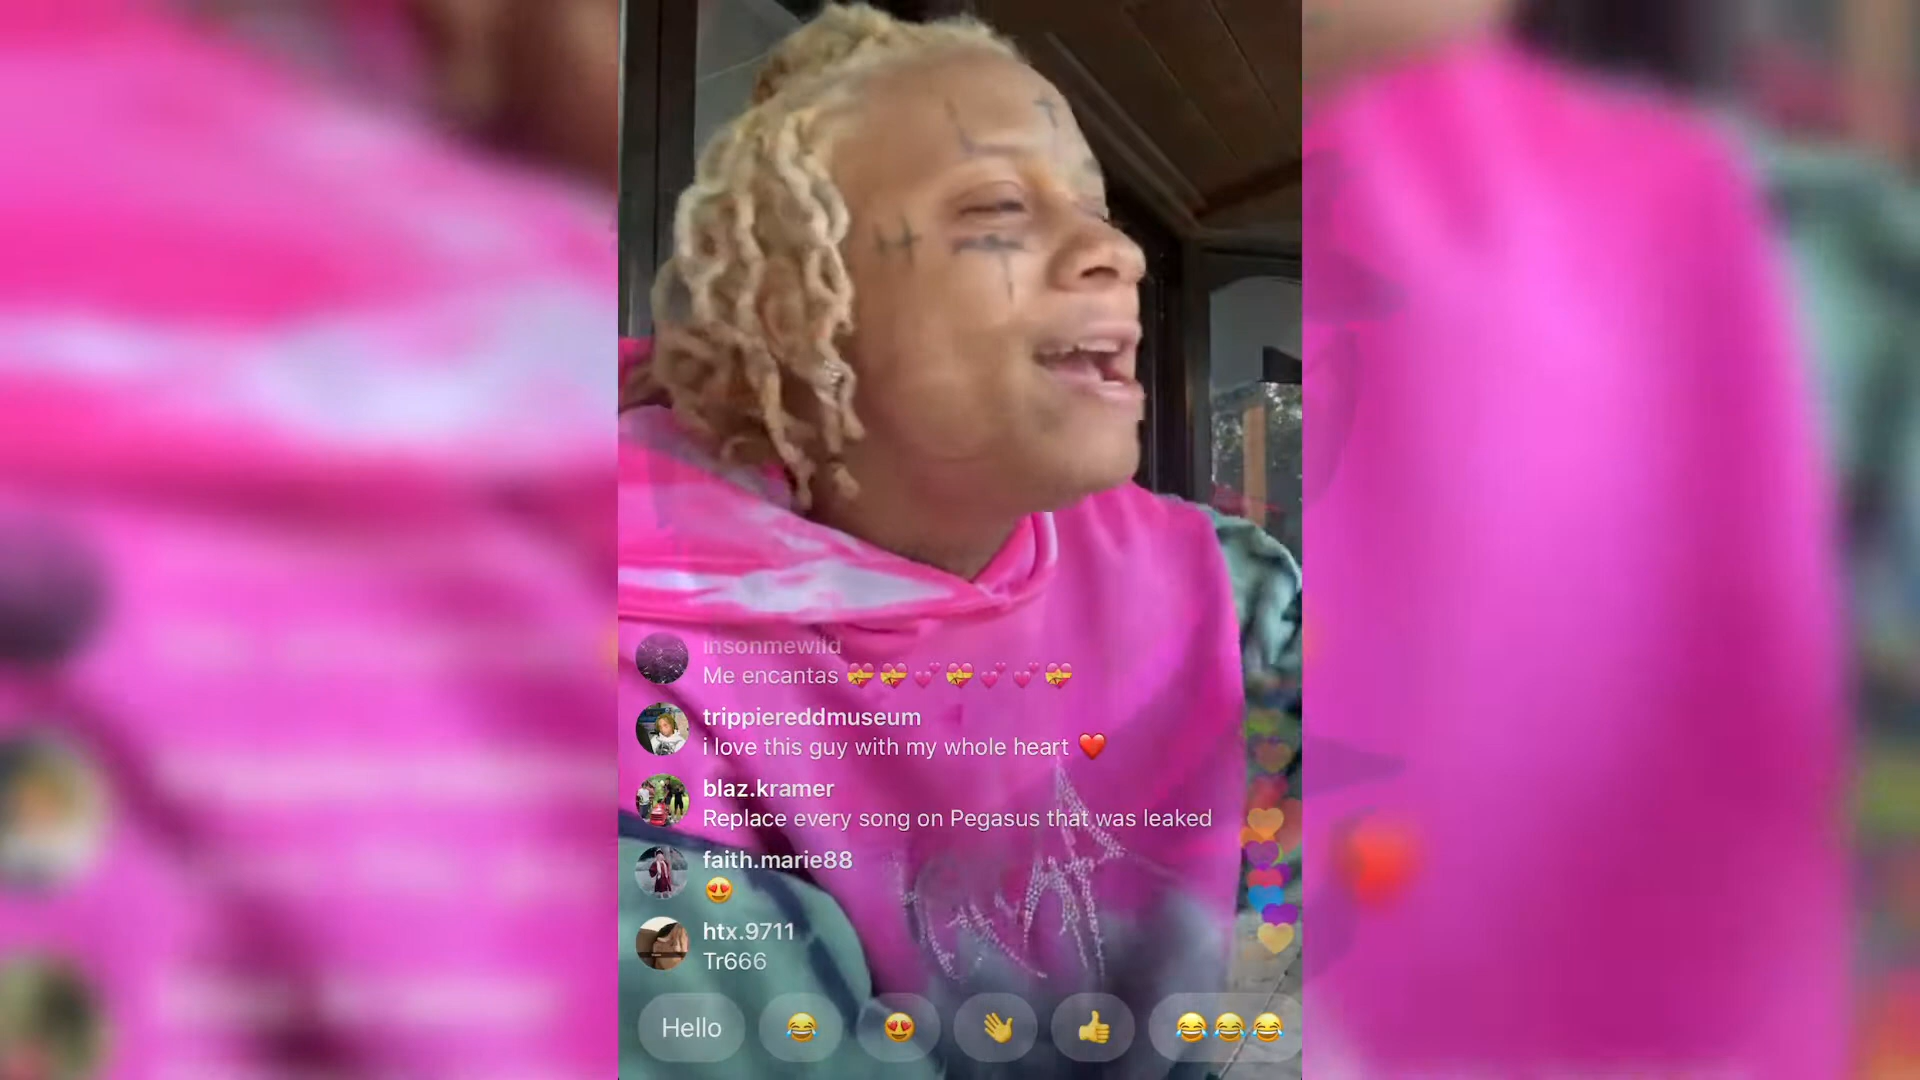 insonmewild
Me encantas 💝💝💕💝💕💕💝
trippiereddmuseum
i love this guy with my whole heart ❤️
blaz.kramer
Replace every song on Pegasus that was leaked
faith.marie88
😍
htx.9711
Tr666
Hello 😂 😍 👋 👍 😂😂😂